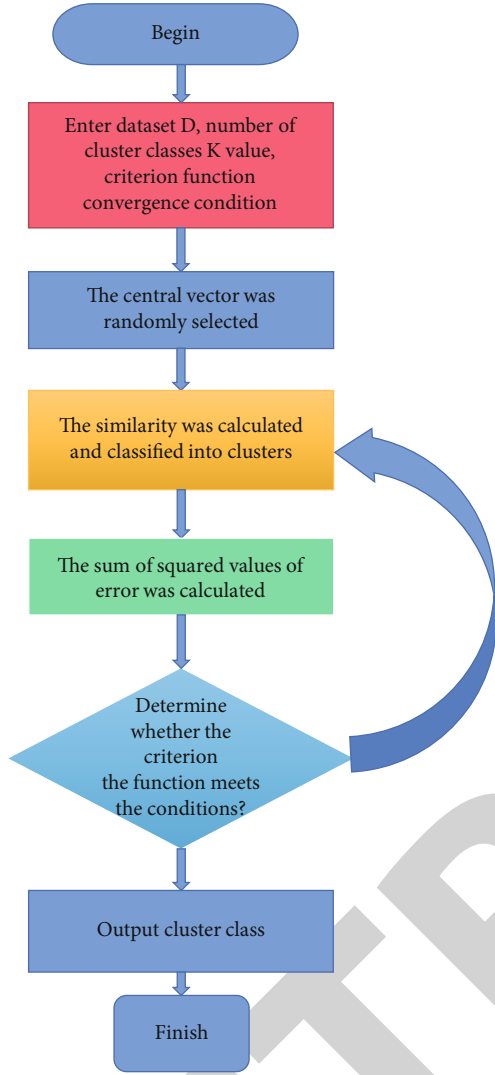 Begin
Enter dataset D, number of
cluster classes K value,
criterion function
convergence condition
The central vector was
randomly selected
The similarity was calculated
and classified into clusters
The sum of squared values of
error was calculated
Determine
whether the
criterion
the function meets
the conditions?
Output cluster class
Finish